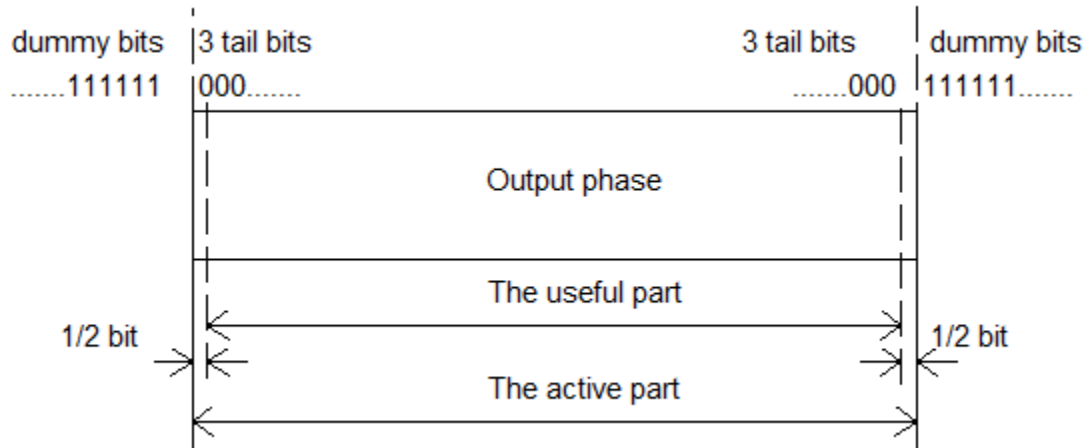 dummy bits 3 tail bits 3 tail bits dummy bits
.......111111 000....... .......000 111111.......
Output phase
The useful part
1/2 bit 1/2 bit
The active part